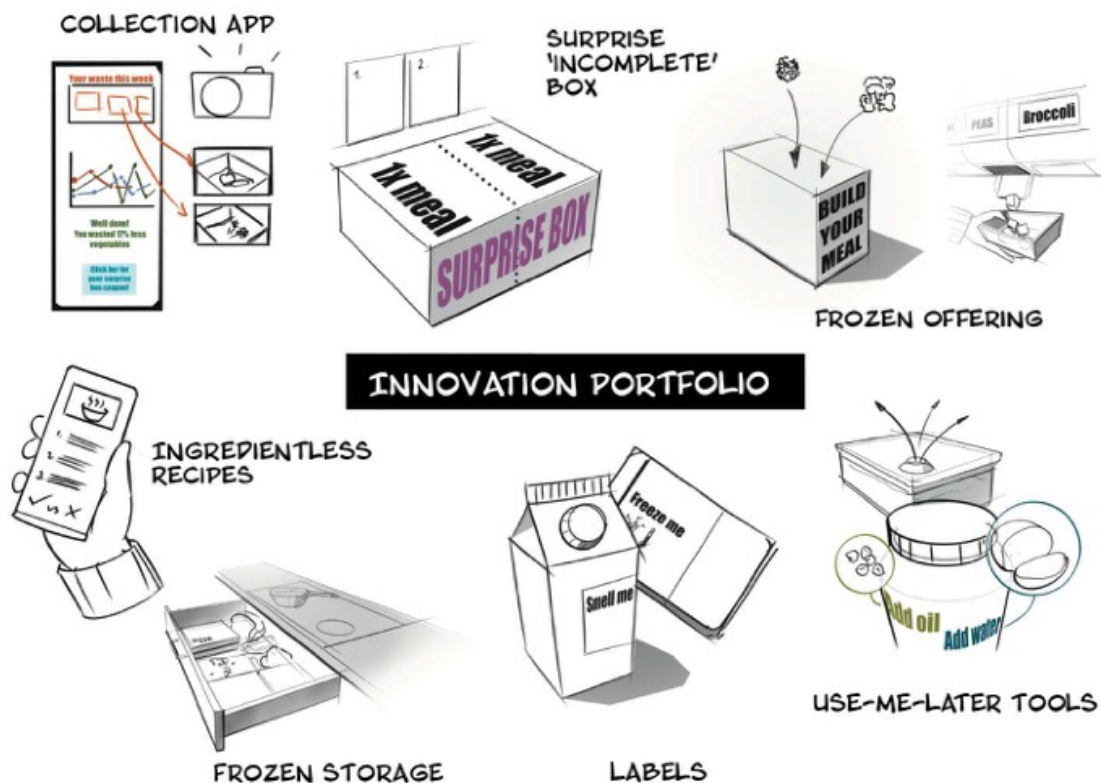 COLLECTION APP
Your waste this week
Well done!
You wasted 17% less
vegetables
Click her for
your surprise
box coupon!
SURPRISE
'INCOMPLETE'
BOX
1.
2.
1x meal
1x meal
SURPRISE BOX
BUILD
YOUR
MEAL
PEAS
Broccoli
FROZEN OFFERING
INNOVATION PORTFOLIO
1.
2.
3.
INGREDIENTLESS
RECIPES
FROZEN STORAGE
Smell me
Freeze me
LABELS
Add oil
Add water
USE-ME-LATER TOOLS